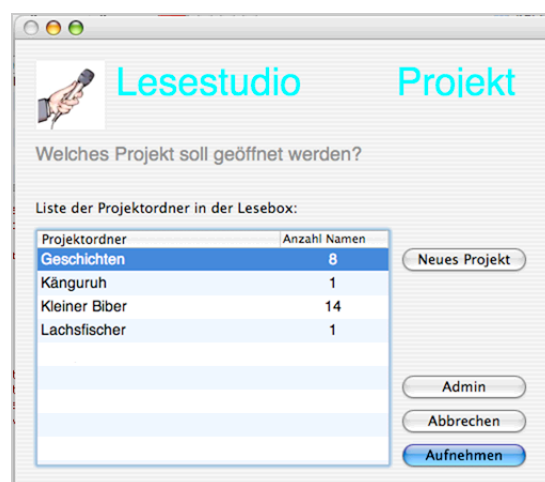 Lesestudio Projekt
Welches Projekt soll geöffnet werden?
Liste der Projektordner in der Lesebox:
Projektordner Anzahl Namen
Geschichten 8
Neues Projekt
Känguruh 1
Kleiner Biber 14
Lachsfischer 1
Admin
Abbrechen
Aufnehmen